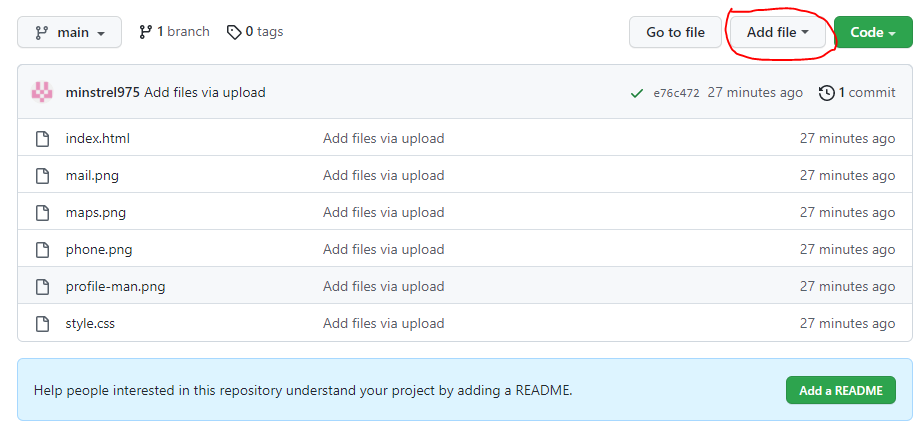 main 1 branch 0 tags Go to file Add file Code
minstrel975 Add files via upload e76c472 27 minutes ago 1 commit
index.html Add files via upload 27 minutes ago
mail.png Add files via upload 27 minutes ago
maps.png Add files via upload 27 minutes ago
phone.png Add files via upload 27 minutes ago
profile-man.png Add files via upload 27 minutes ago
style.css Add files via upload 27 minutes ago
Help people interested in this repository understand your project by adding a README. Add a README